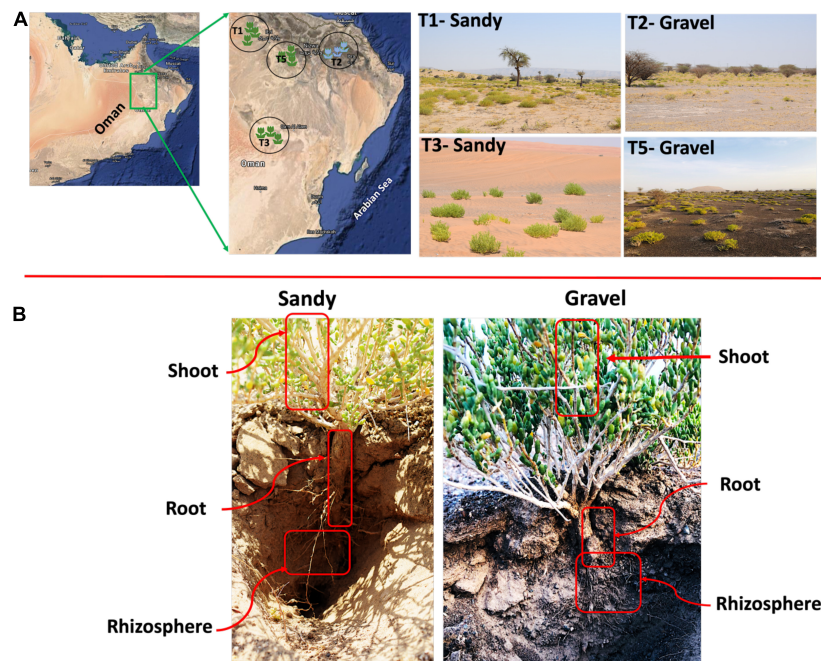 A
Oman
T1
T5
T2
T3
Oman
Arabian Sea
T1- Sandy
T2- Gravel
T3- Sandy
T5- Gravel
B
Sandy
Gravel
Shoot
Shoot
Root
Root
Rhizosphere
Rhizosphere